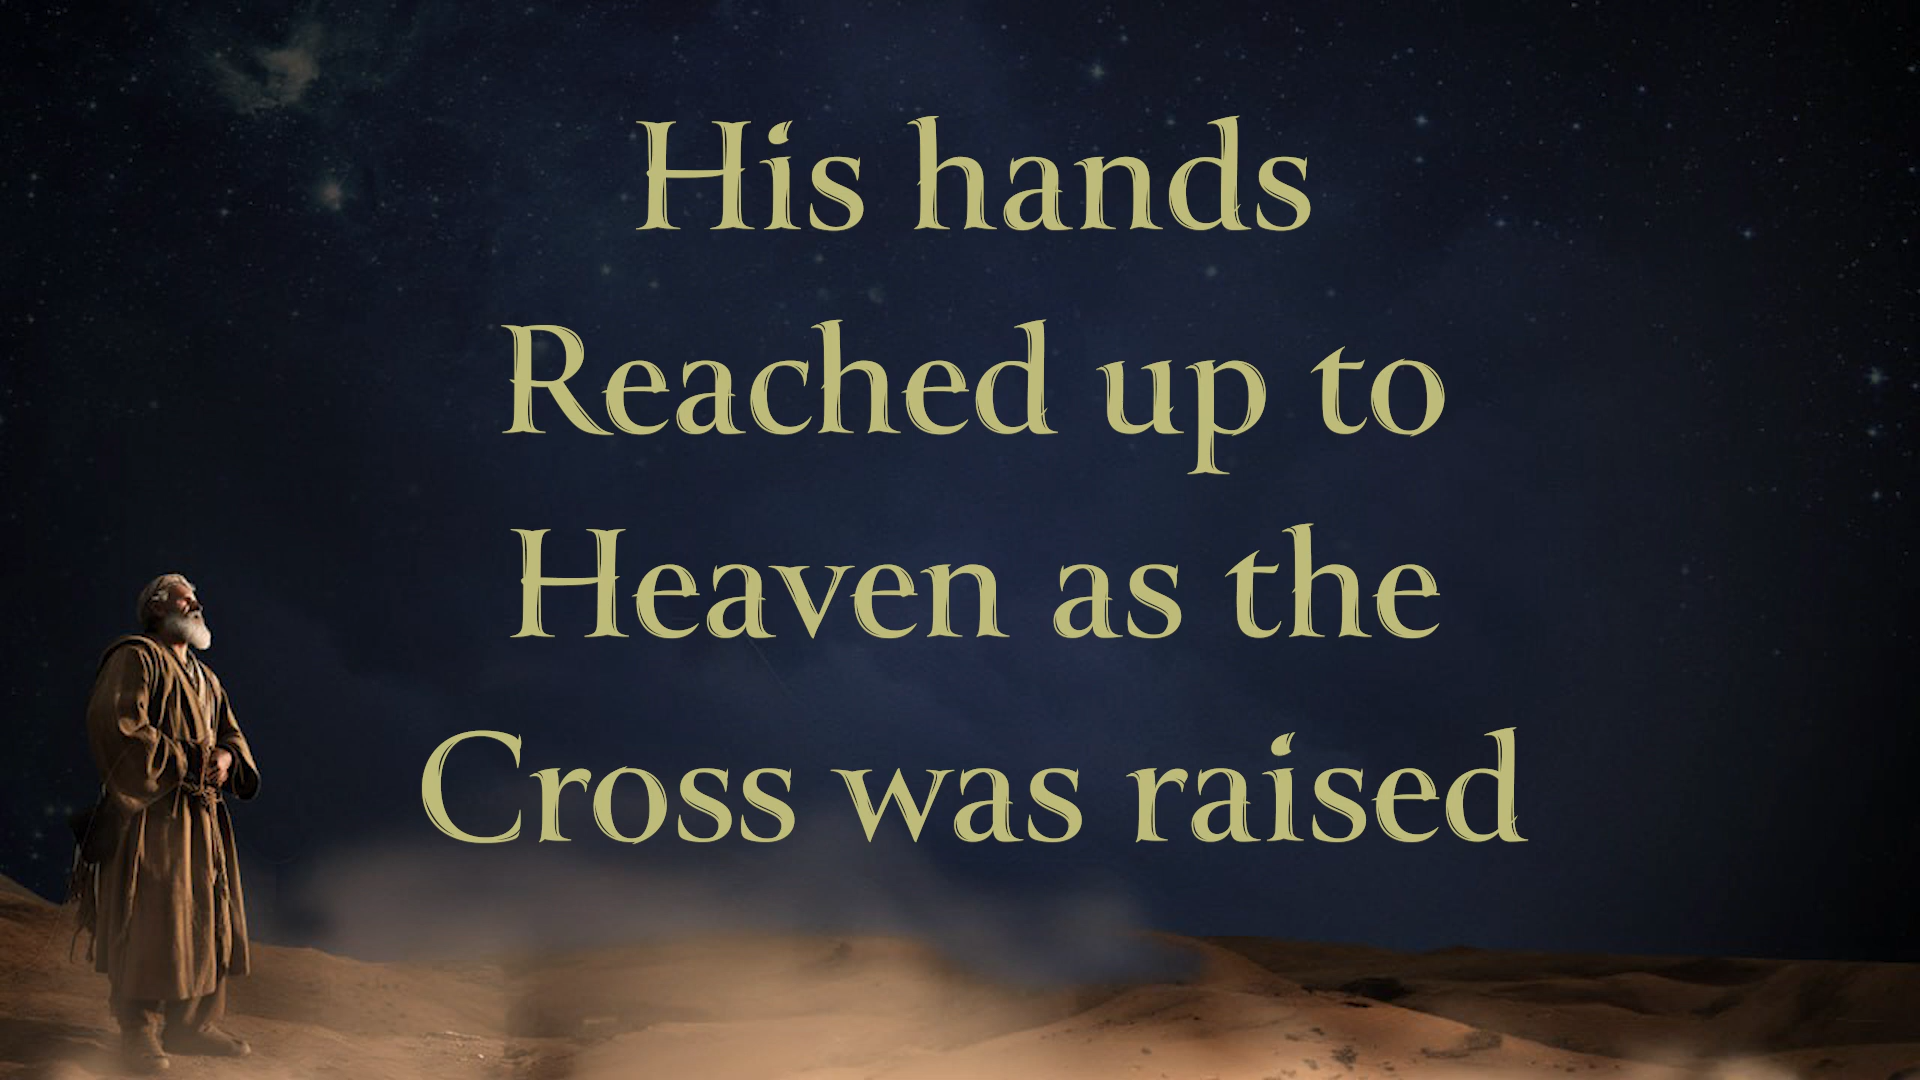 His hands
Reached up to
Heaven as the
Cross was raised